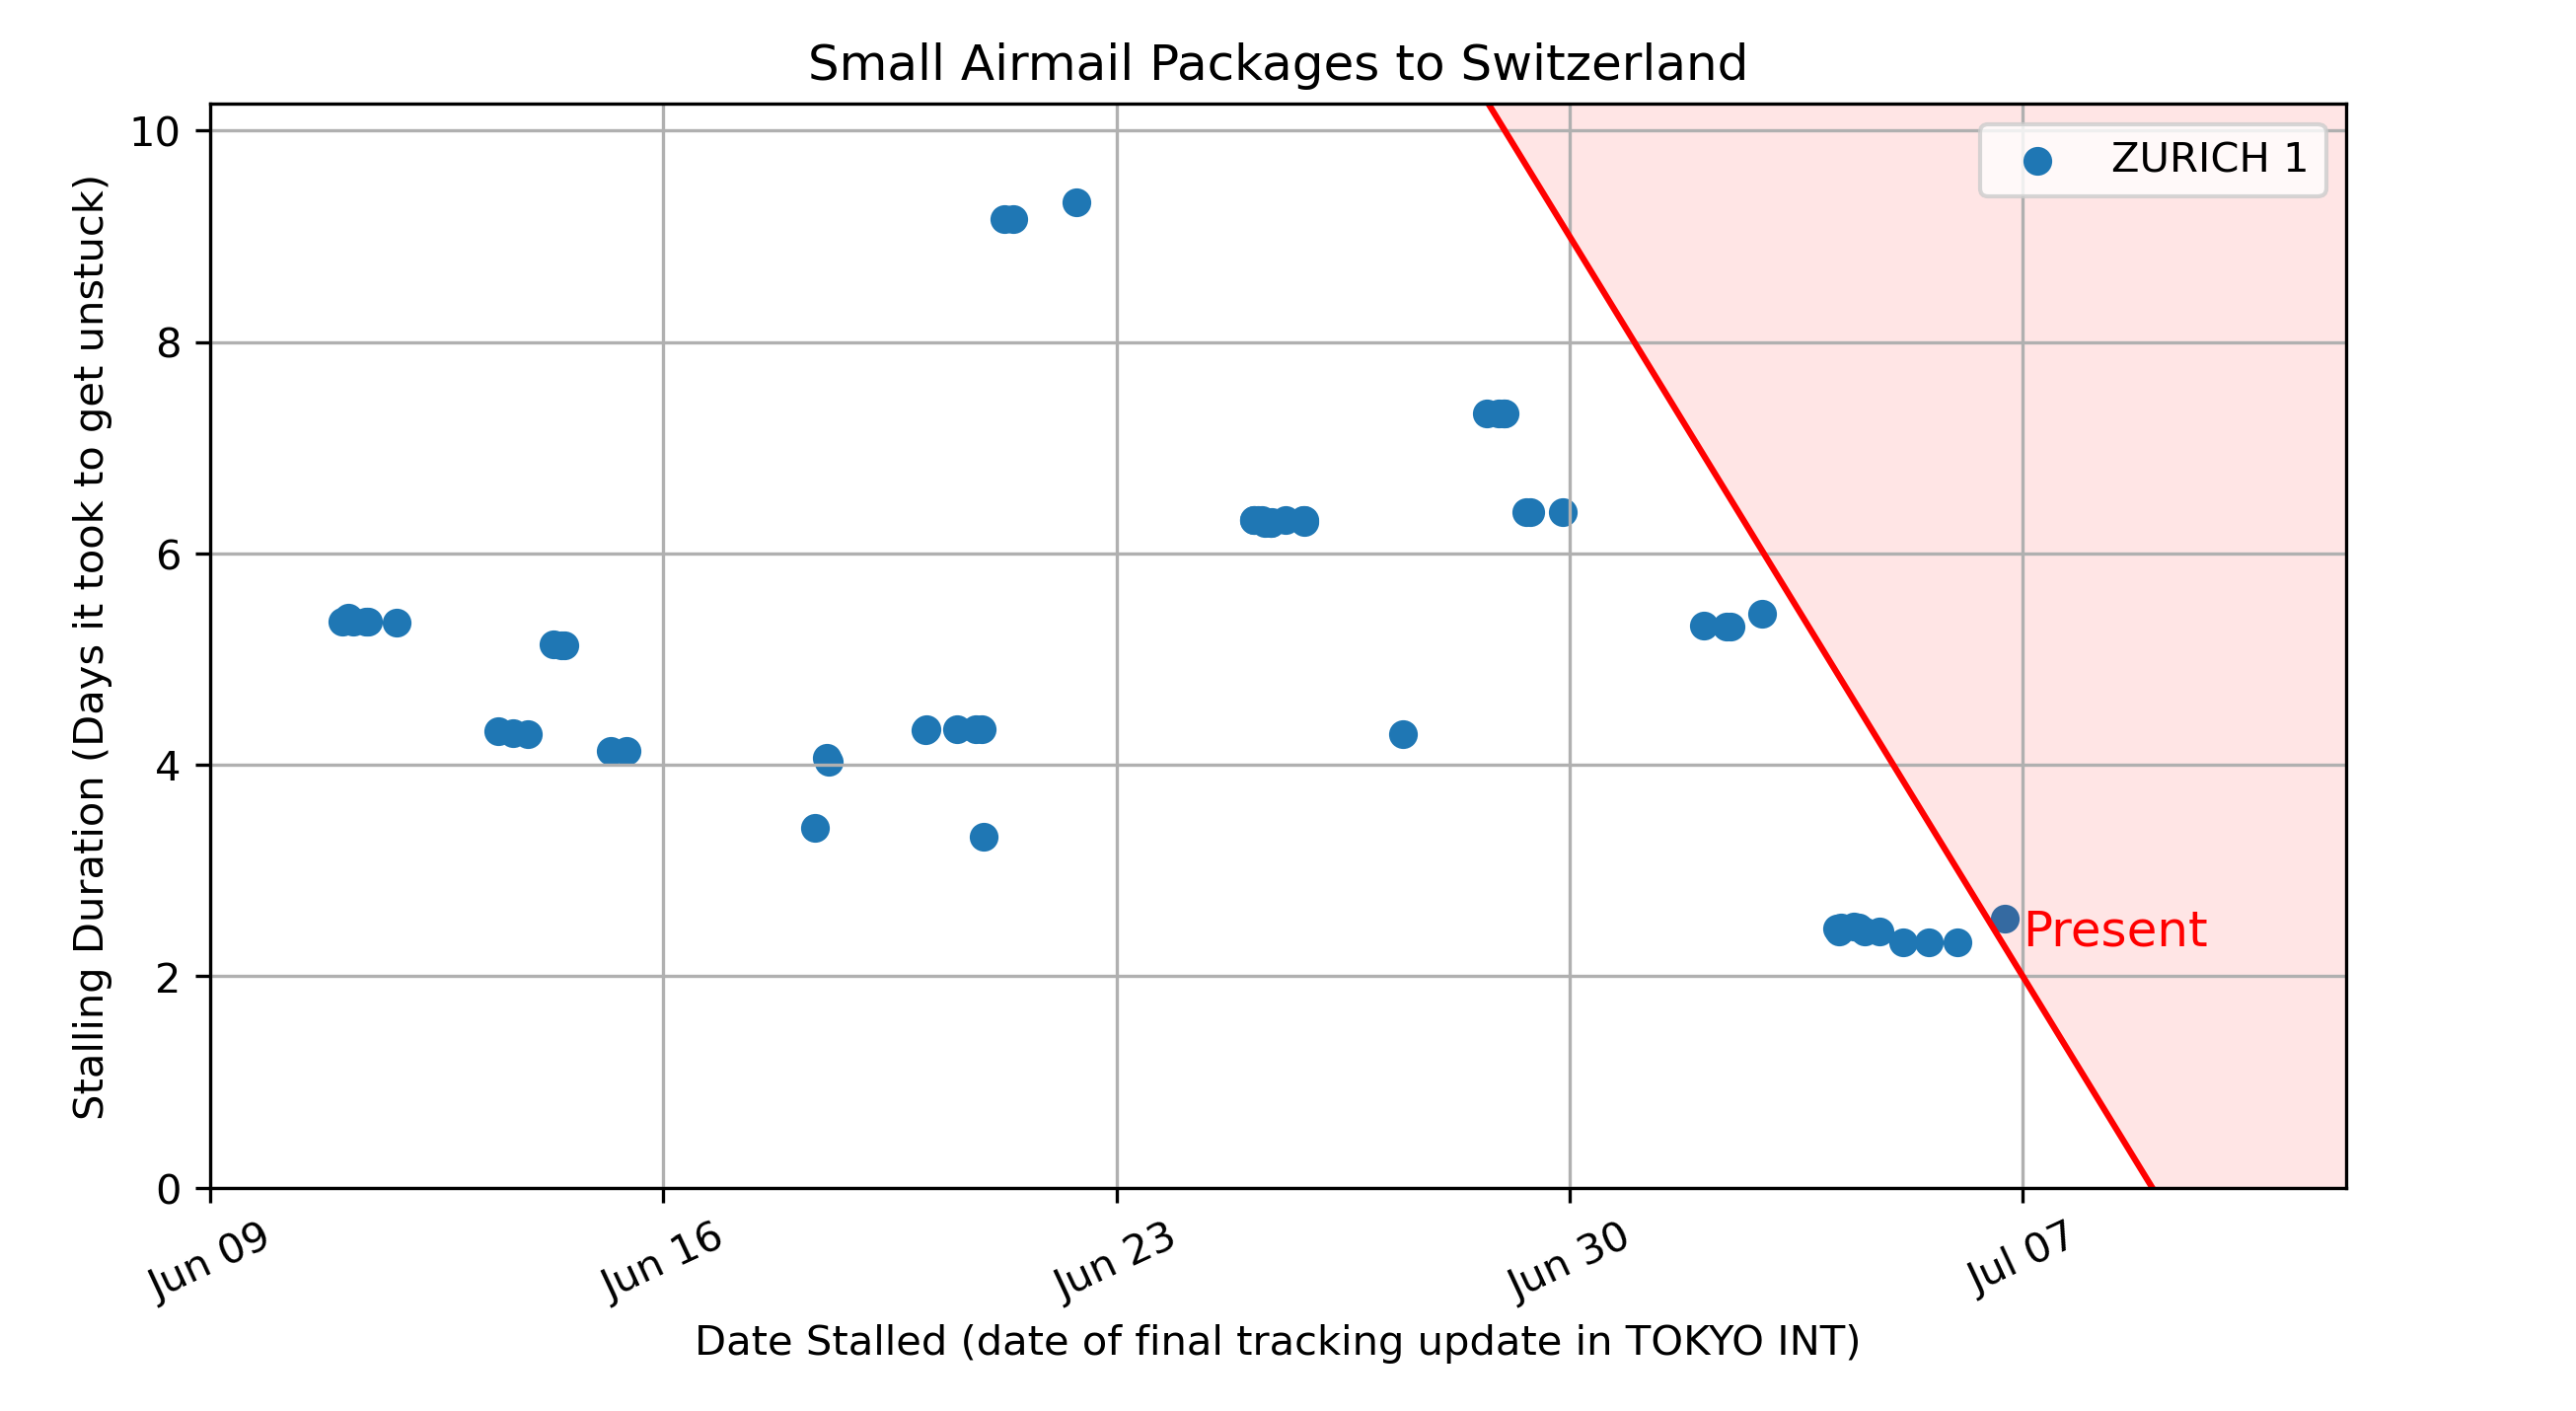 Small Airmail Packages to Switzerland
Stalling Duration (Days it took to get unstuck)
10
8
6
4
2
0
ZURICH 1
Present
Jun 09
Jun 16
Jun 23
Jun 30
Jul 07
Date Stalled (date of final tracking update in TOKYO INT)